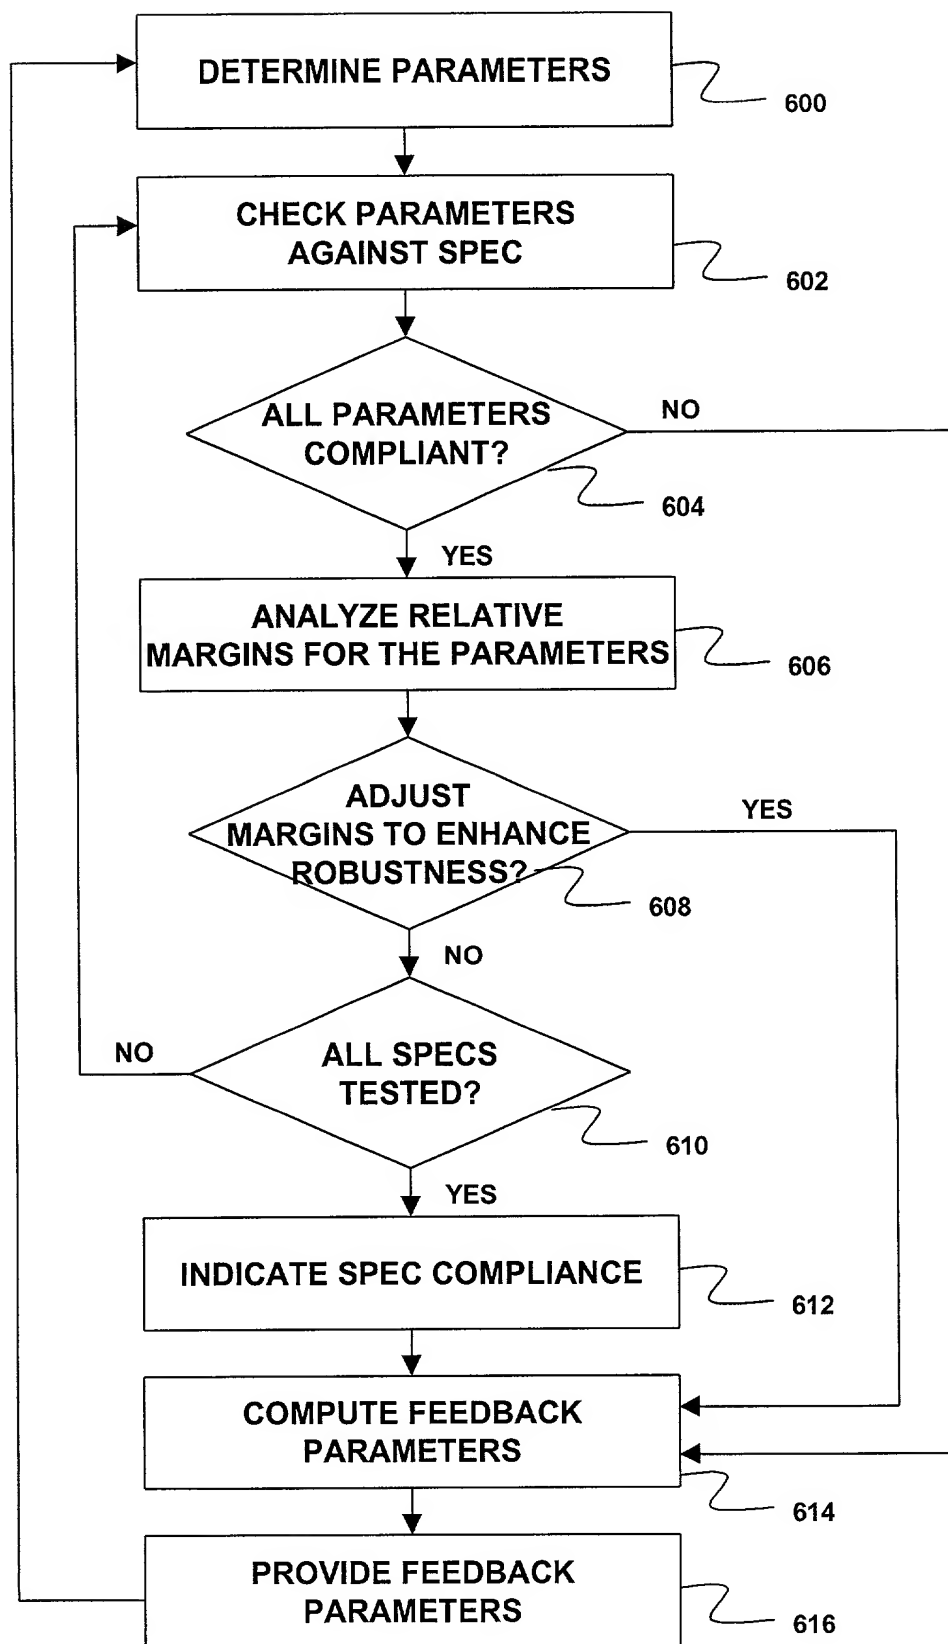 DETERMINE PARAMETERS
600
CHECK PARAMETERS
AGAINST SPEC
602
ALL PARAMETERS
COMPLIANT?
NO
604
YES
ANALYZE RELATIVE
MARGINS FOR THE PARAMETERS
606
ADJUST
MARGINS TO ENHANCE
ROBUSTNESS?
YES
608
NO
ALL SPECS
TESTED?
NO
610
YES
INDICATE SPEC COMPLIANCE
612
COMPUTE FEEDBACK
PARAMETERS
614
PROVIDE FEEDBACK
PARAMETERS
616